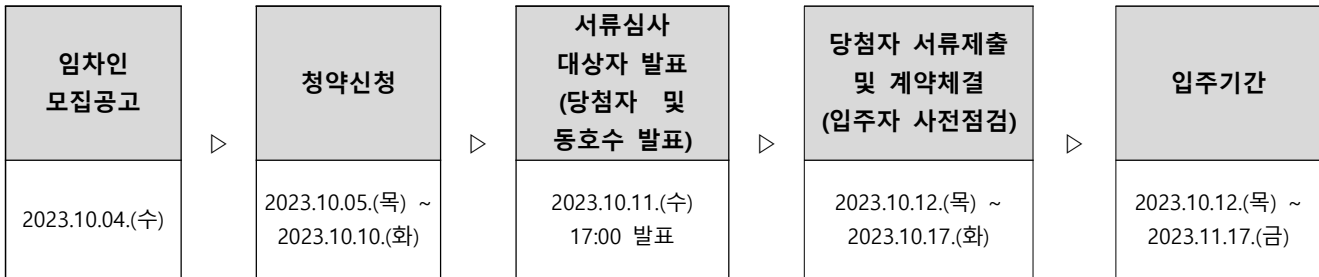 임차인
모집공고
2023.10.04.(수)
▷
청약신청
2023.10.05.(목) ~
2023.10.10.(화)
▷
서류심사
대상자 발표
(당첨자 및
동호수 발표)
2023.10.11.(수)
17:00 발표
▷
당첨자 서류제출
및 계약체결
(입주자 사전점검)
2023.10.12.(목) ~
2023.10.17.(화)
▷
입주기간
2023.10.12.(목) ~
2023.11.17.(금)